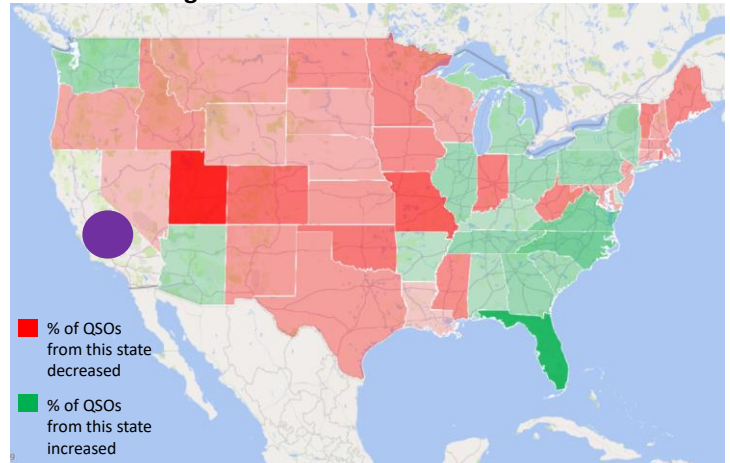 % of QSOs
from this state
decreased
% of QSOs
from this state
increased